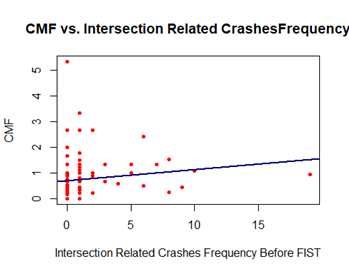 CMF vs. Intersection Related CrashesFrequency
5
4
3
2
1
0
CMF
0 5 10 15
Intersection Related Crashes Frequency Before FIST